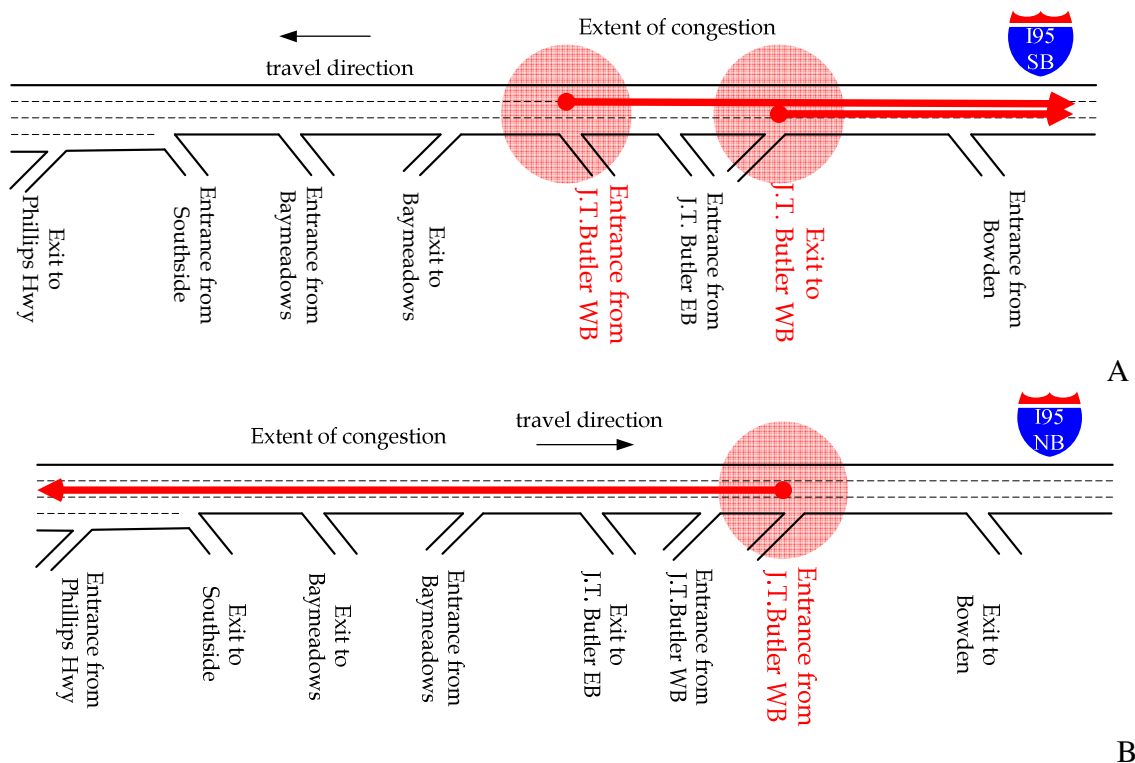 Extent of congestion
travel direction
I95
SB
Exit to
Phillips Hwy
Entrance from
Southside
Entrance from
Baymeadows
Exit to
Baymeadows
Entrance from
J.T.Butler WB
Entrance from
J.T. Butler EB
Exit to
J.T. Butler WB
Entrance from
Bowden
A
travel direction
Extent of congestion
I95
NB
Entrance from
Phillips Hwy
Exit to
Southside
Exit to
Baymeadows
Entrance from
Baymeadows
Exit to
J.T. Butler EB
Entrance from
J.T.Butler WB
Entrance from
J.T.Butler WB
Exit to
Bowden
B